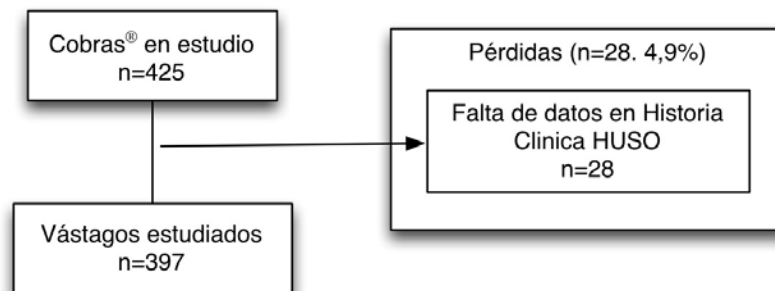 Cobras® en estudio
n=425
Pérdidas (n=28. 4,9%)
Falta de datos en Historia
Clinica HUSO
n=28
Vástagos estudiados
n=397